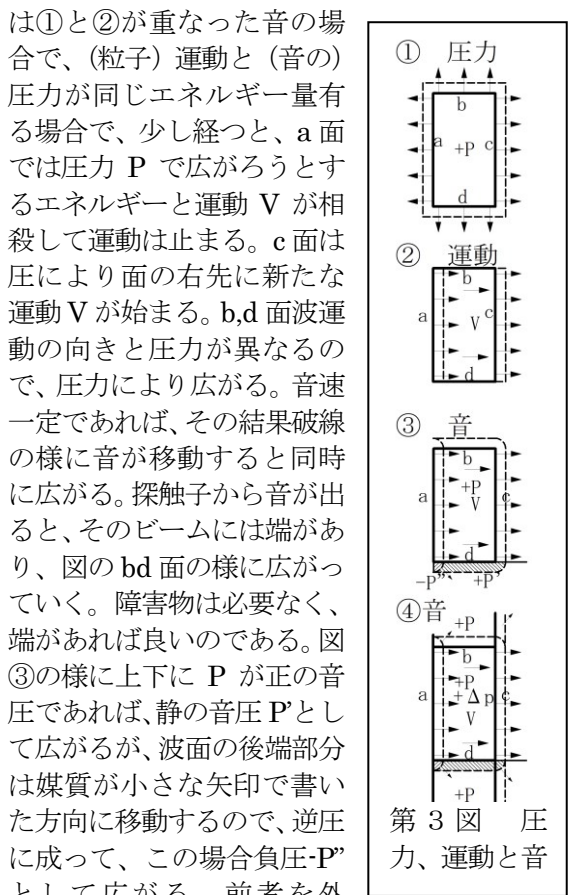 は①と②が重なった音の場
合で、(粒子）運動と（音の）
圧力が同じエネルギー量有
る場合で、少し経つと、a 面
では圧力 P で広がろうとす
るエネルギーと運動 V が相
殺して運動は止まる。c 面は
圧により面の右先に新たな
運動 V が始まる。b,d 面波運
動の向きと圧力が異なるの
で、圧力により広がる。音速
一定であれば、その結果破線
の様に音が移動すると同時
に広がる。探触子から音が出
ると、そのビームには端があ
り、図の bd 面の様に広がっ
ていく。障害物は必要なく、
端があれば良いのである。図
③の様に上下に P が正の音
圧であれば、静の音圧 P’とし
て広がるが、波面の後端部分
は媒質が小さな矢印で書い
た方向に移動するので、逆圧
に成って、この場合負圧-P”
として広がる。前者を外
① 圧力
b
a +P c
d
② 運動
b
a V c
d
③ 音
b
+P
a V c
d
-P" +P'
④音
+P
b
+P
a +Δp c
V
d
+P
第 3 図 圧
力、運動と音